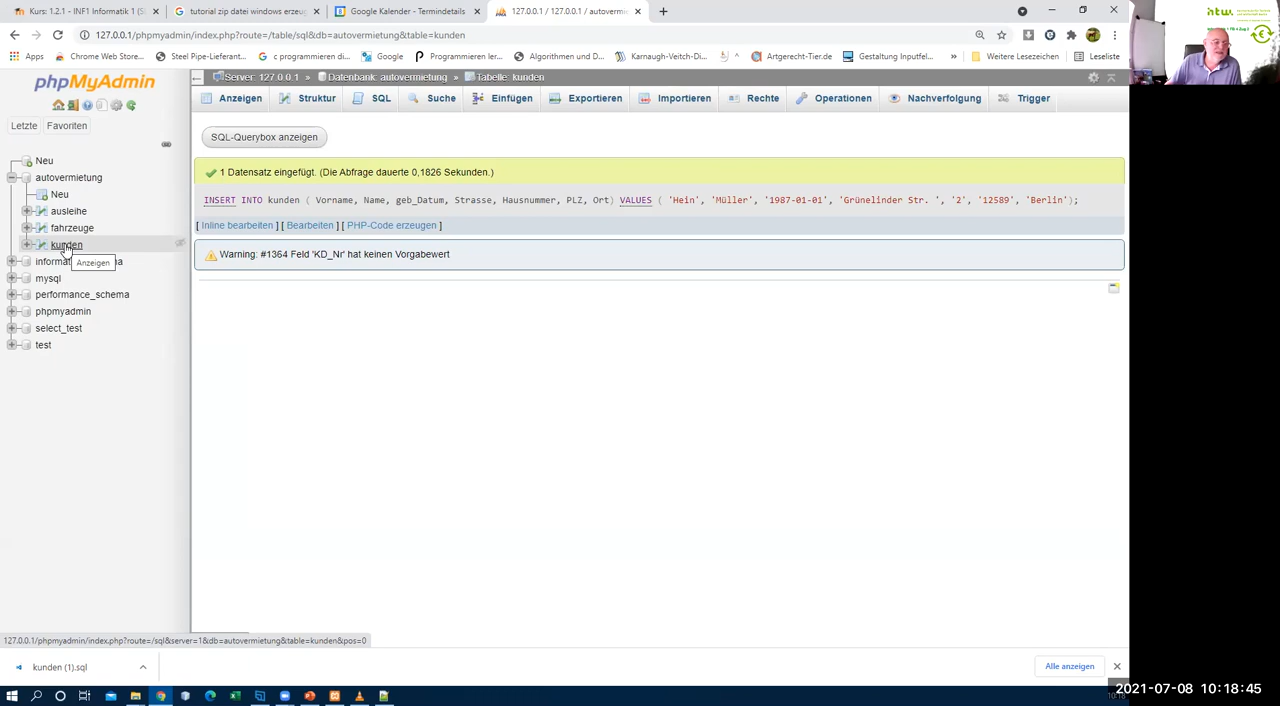 Kurs: 1.2.1 - INF1 Informatik 1 (SI
tutorial zip datei windows erzeug
Google Kalender - Termindetails
127.0.0.1 / 127.0.0.1 / autovermie
127.0.0.1/phpmyadmin/index.php?route=/table/sql&db=autovermietung&table=kunden
Apps
Chrome Web Store...
Steel Pipe-Lieferant...
c programmieren d...
Google
Programmieren ler...
Karnaugh-Veitch-Di...
Algorithmen und D...
Kanäle – YouTube
Artgerecht-Tier.de
Gestaltung Inputfel...
»
Weitere Lesezeichen
Leseliste
phpMyAdmin
Letzte Favoriten
Neu
autovermietung
Neu
ausleihe
fahrzeuge
kunden
Anzeigen
mysql
performance_schema
phpmyadmin
select_test
test
Server: 127.0.0.1 » Datenbank: autovermietung » Tabelle: kunden
Anzeigen Struktur SQL Suche Einfügen Exportieren Importieren Rechte Operationen Nachverfolgung Trigger
SQL-Querybox anzeigen
1 Datensatz eingefügt. (Die Abfrage dauerte 0,1826 Sekunden.)
INSERT INTO kunden ( Vorname, Name, geb_Datum, Strasse, Hausnummer, PLZ, Ort) VALUES ( 'Hein', 'Müller', '1987-01-01', 'Grünelinder Str. ', '2', '12589', 'Berlin');
[ Inline bearbeiten ] [ Bearbeiten ] [ PHP-Code erzeugen ]
Warning: #1364 Feld 'KD_Nr' hat keinen Vorgabewert
127.0.0.1/phpmyadmin/index.php?route=/sql&server=1&db=autovermietung&table=kunden&pos=0
kunden (1).sql
Alle anzeigen
2021-07-08 10:18:45